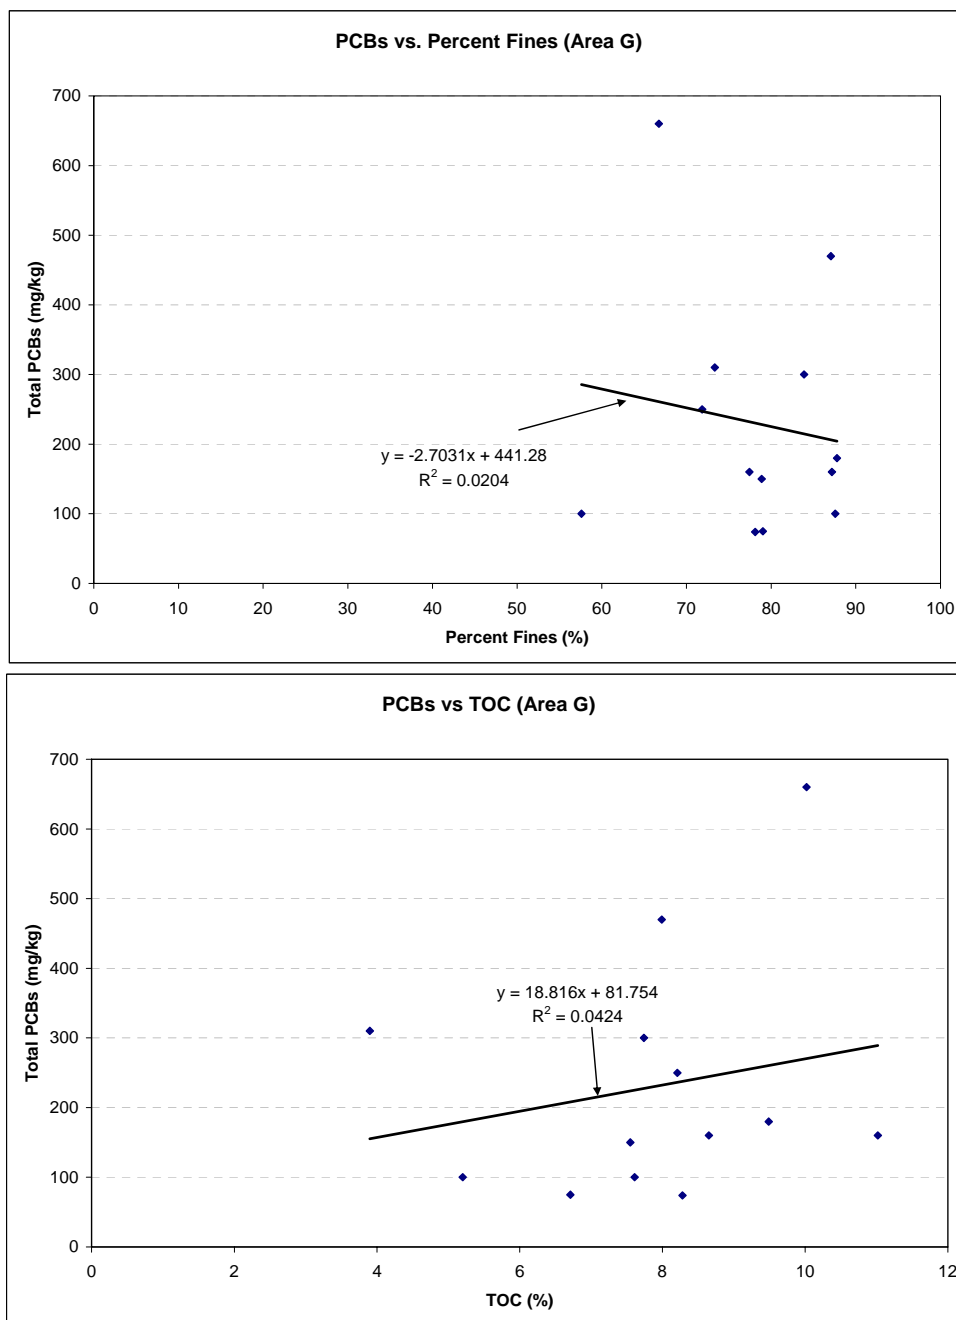 PCBs vs. Percent Fines (Area G)
700
600
500
400
300
200
100
0
Total PCBs (mg/kg)
y = -2.7031x + 441.28
R² = 0.0204
0 10 20 30 40 50 60 70 80 90 100
Percent Fines (%)
PCBs vs TOC (Area G)
700
600
500
400
300
200
100
0
Total PCBs (mg/kg)
y = 18.816x + 81.754
R² = 0.0424
0 2 4 6 8 10 12
TOC (%)